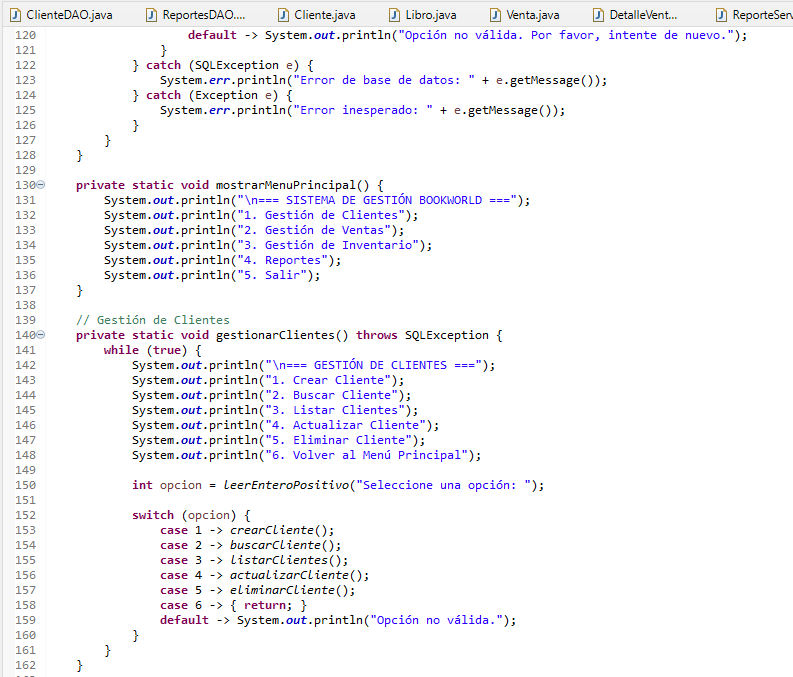 ClienteDAO.java ReportesDAO.... Cliente.java Libro.java Venta.java DetalleVent... ReporteServ
120 default -> System.out.println("Opción no válida. Por favor, intente de nuevo.");
121 }
122 } catch (SQLException e) {
123 System.err.println("Error de base de datos: " + e.getMessage());
124 } catch (Exception e) {
125 System.err.println("Error inesperado: " + e.getMessage());
126 }
127 }
128 }
129
130 private static void mostrarMenuPrincipal() {
131 System.out.println("\n=== SISTEMA DE GESTIÓN BOOKWORLD ===");
132 System.out.println("1. Gestión de Clientes");
133 System.out.println("2. Gestión de Ventas");
134 System.out.println("3. Gestión de Inventario");
135 System.out.println("4. Reportes");
136 System.out.println("5. Salir");
137 }
138
139 // Gestión de Clientes
140 private static void gestionarClientes() throws SQLException {
141 while (true) {
142 System.out.println("\n=== GESTIÓN DE CLIENTES ===");
143 System.out.println("1. Crear Cliente");
144 System.out.println("2. Buscar Cliente");
145 System.out.println("3. Listar Clientes");
146 System.out.println("4. Actualizar Cliente");
147 System.out.println("5. Eliminar Cliente");
148 System.out.println("6. Volver al Menú Principal");
149
150 int opcion = leerEnteroPositivo("Seleccione una opción: ");
151
152 switch (opcion) {
153 case 1 -> crearCliente();
154 case 2 -> buscarCliente();
155 case 3 -> listarClientes();
156 case 4 -> actualizarCliente();
157 case 5 -> eliminarCliente();
158 case 6 -> { return; }
159 default -> System.out.println("Opción no válida.");
160 }
161 }
162 }